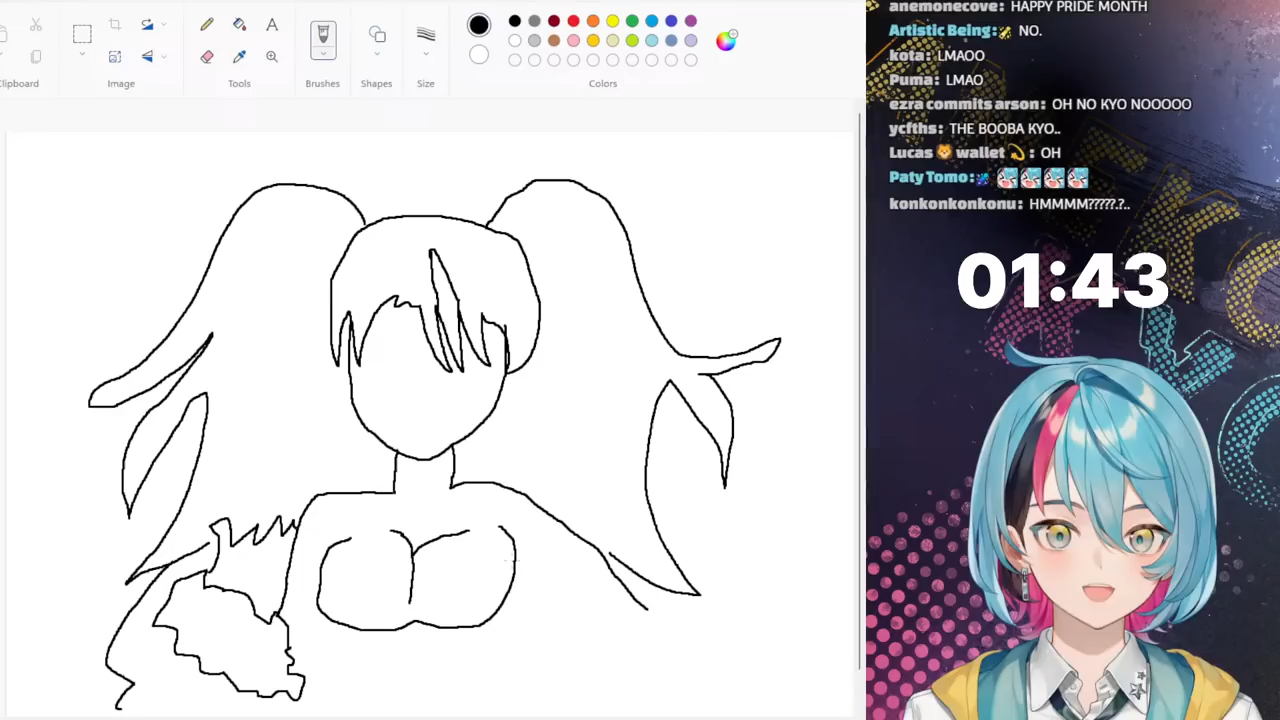 Clipboard
Image
Tools
Brushes
Shapes
Size
Colors
A
anemonecove: HAPPY PRIDE MONTH
Artistic Being: NO.
kota: LMAOO
Puma: LMAO
ezra commits arson: OH NO KYO NOOOOO
ycfths: THE BOOBA KYO..
Lucas 🦁 wallet 💫: OH
Paty Tomo:
konkonkonkonu: HMMMM?????.?..
01:43